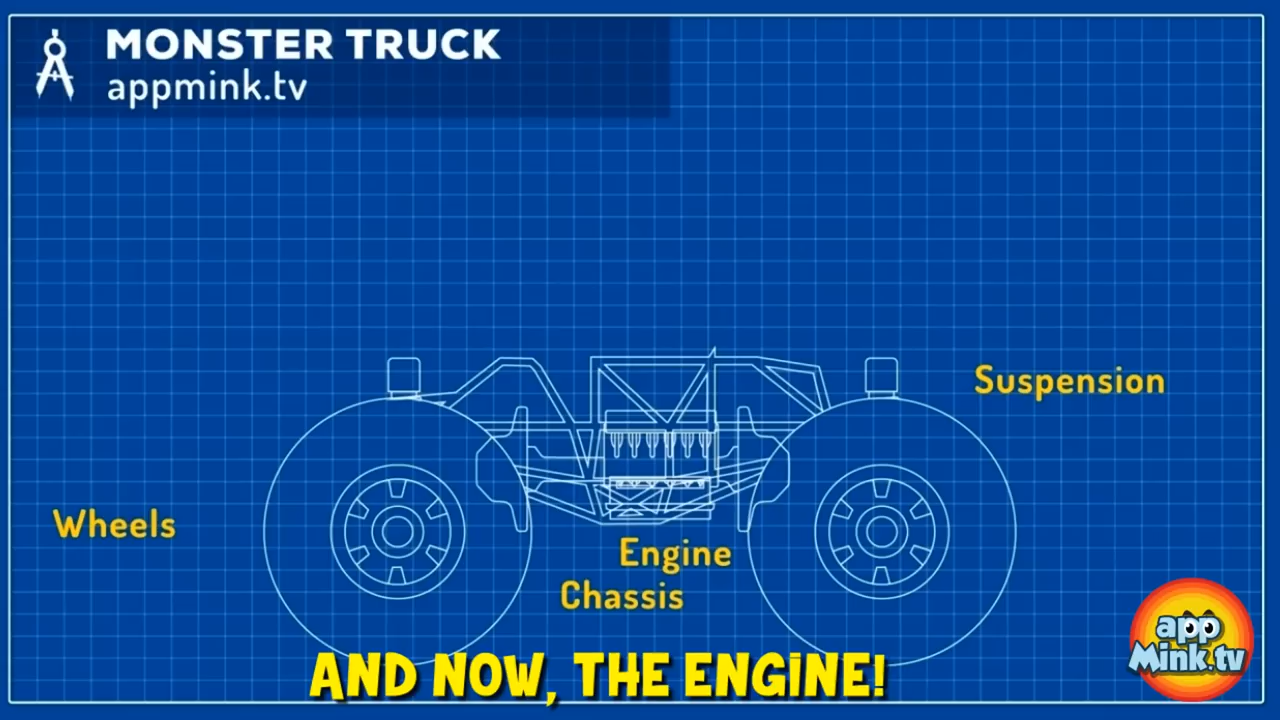 MONSTER TRUCK
appmink.tv
Suspension
Wheels
Engine
Chassis
app
Mink.tv
AND NOW, THE ENGINE!